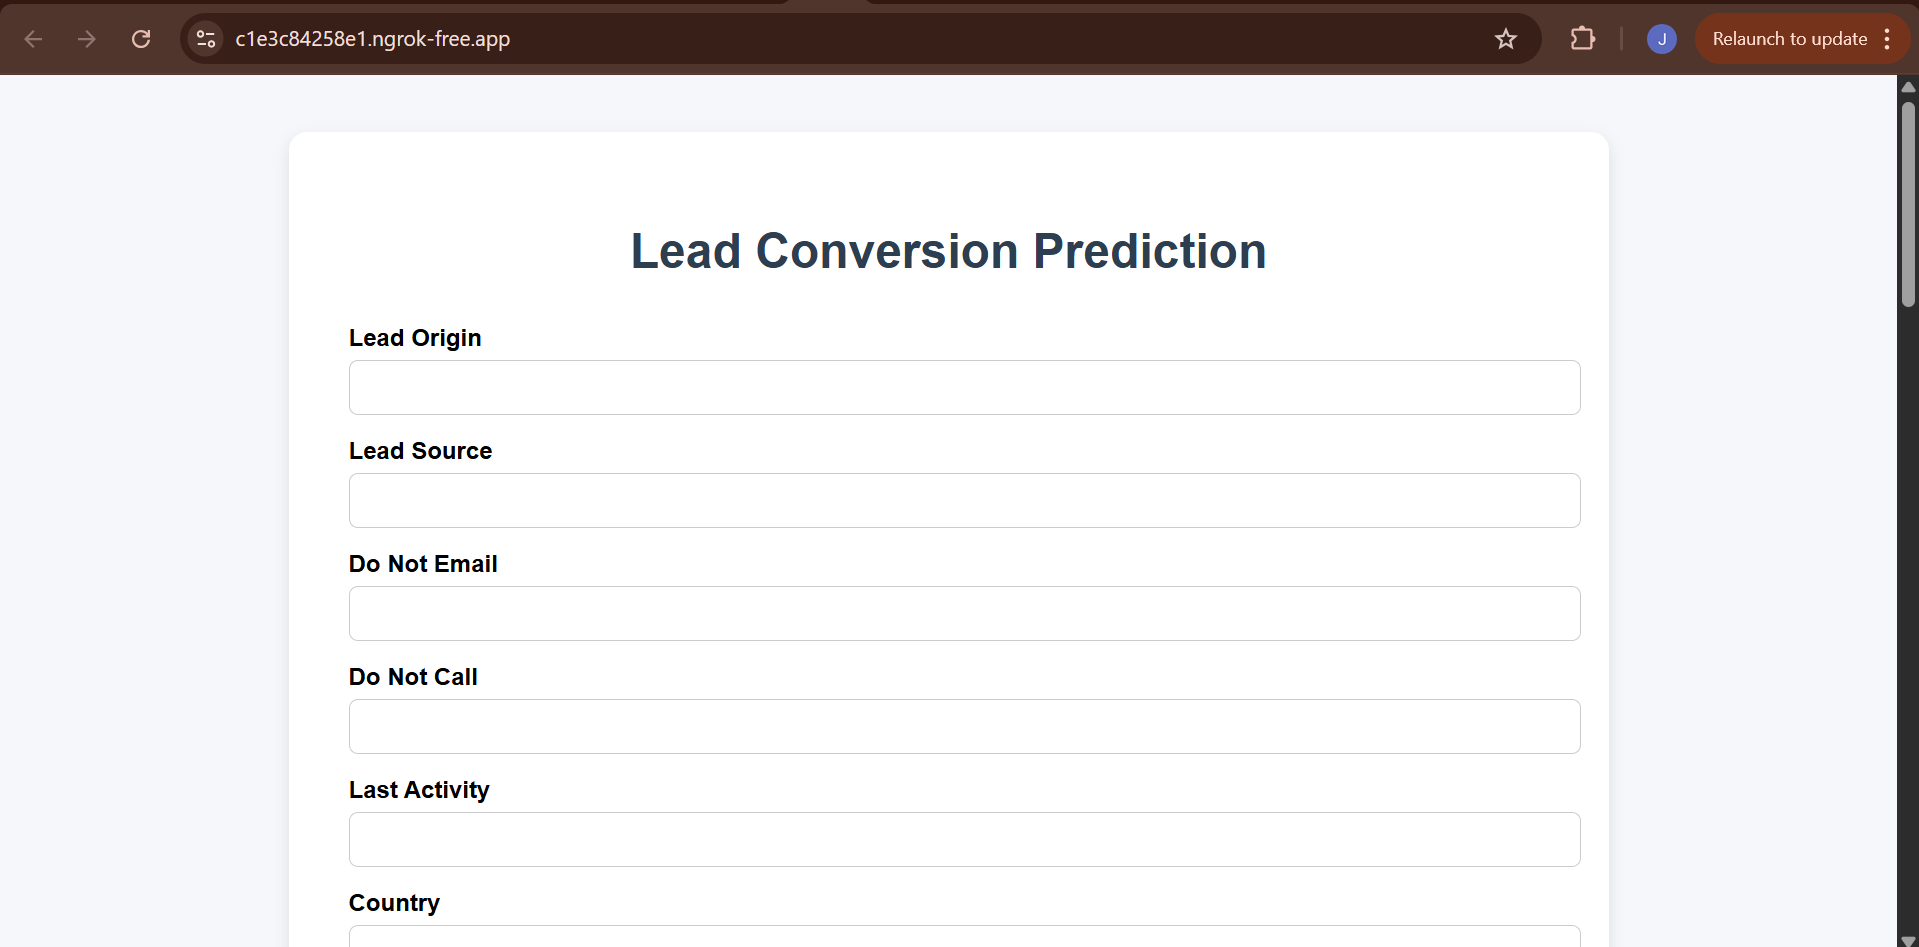 c1e3c84258e1.ngrok-free.app
J
Relaunch to update
Lead Conversion Prediction
Lead Origin
Lead Source
Do Not Email
Do Not Call
Last Activity
Country